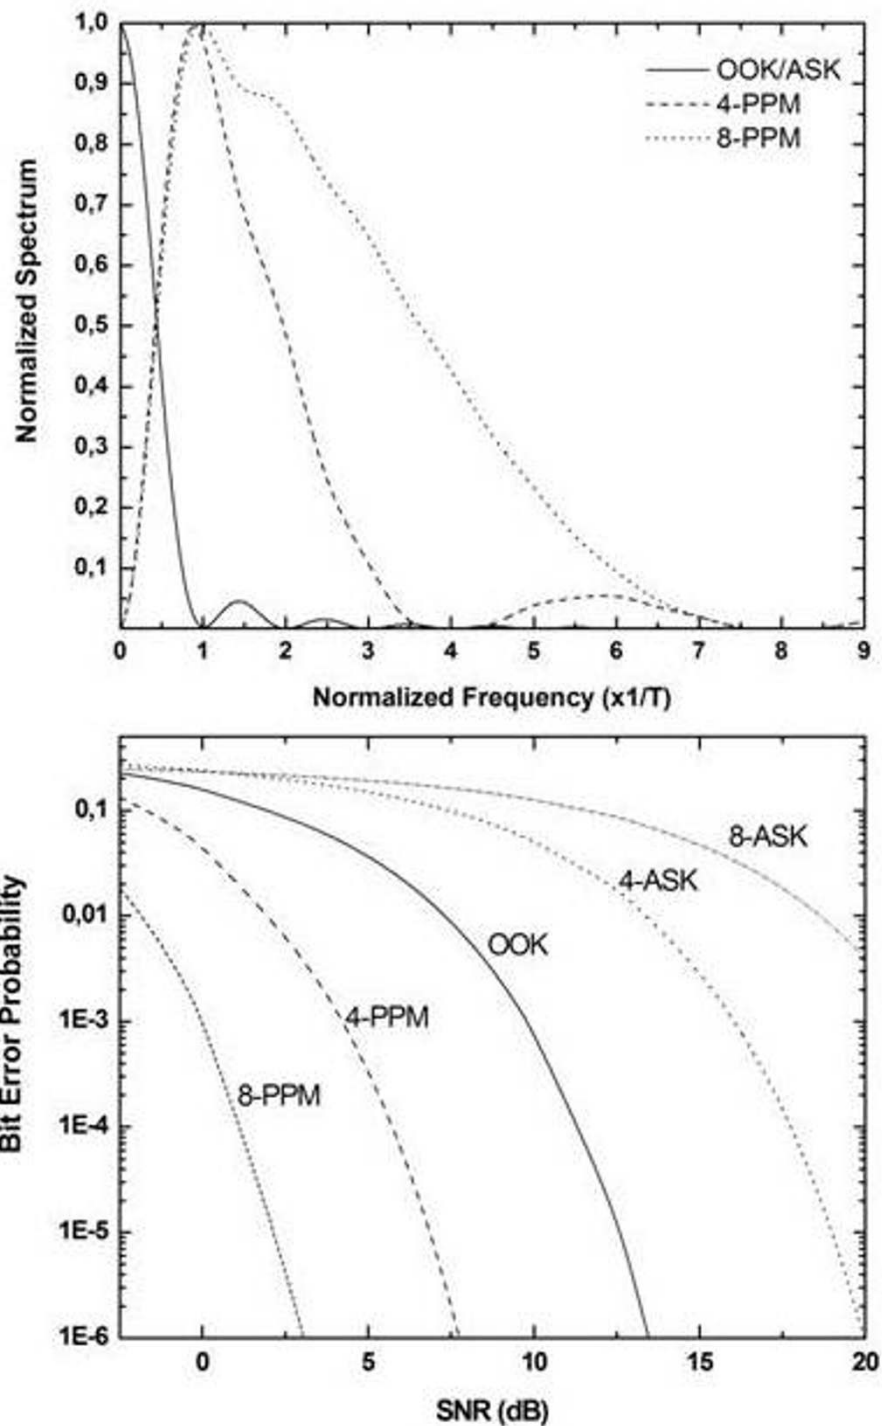 1,0
0,9
0,8
0,7
0,6
0,5
0,4
0,3
0,2
0,1
Normalized Spectrum
OOK/ASK
4-PPM
8-PPM
0 1 2 3 4 5 6 7 8 9
Normalized Frequency (x1/T)
0,1
0,01
1E-3
1E-4
1E-5
1E-6
Bit Error Probability
8-ASK
4-ASK
OOK
4-PPM
8-PPM
0 5 10 15 20
SNR (dB)